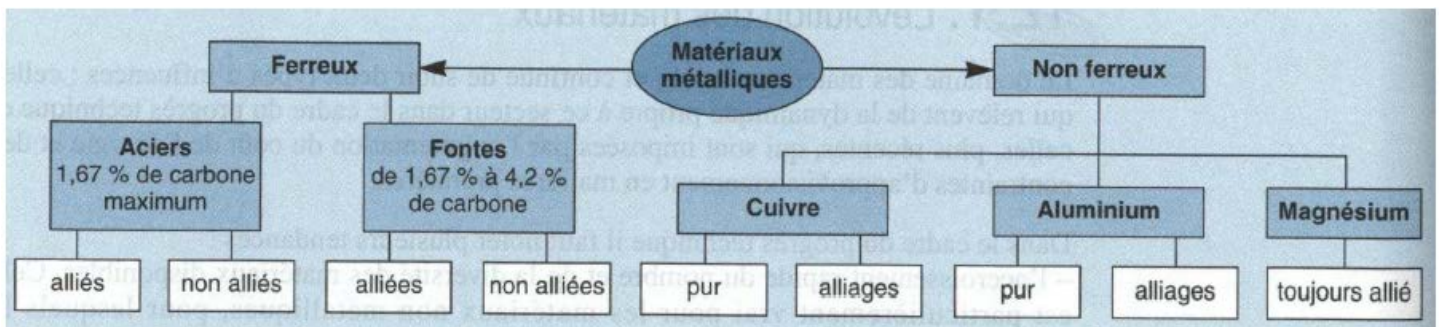 Matériaux
métalliques
Ferreux
Non ferreux
Aciers
1,67 % de carbone
maximum
Fontes
de 1,67 % à 4,2 %
de carbone
Cuivre
Aluminium
Magnésium
alliés
non alliés
alliées
non alliées
pur
alliages
pur
alliages
toujours allié